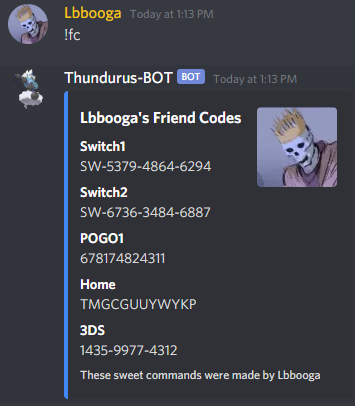 Lbbooga Today at 1:13 PM
!fc
Thundurus-BOT BOT Today at 1:13 PM
Lbbooga's Friend Codes
Switch1
SW-5379-4864-6294
Switch2
SW-6736-3484-6887
POGO1
678174824311
Home
TMGCGUUYWYKP
3DS
1435-9977-4312
These sweet commands were made by Lbbooga